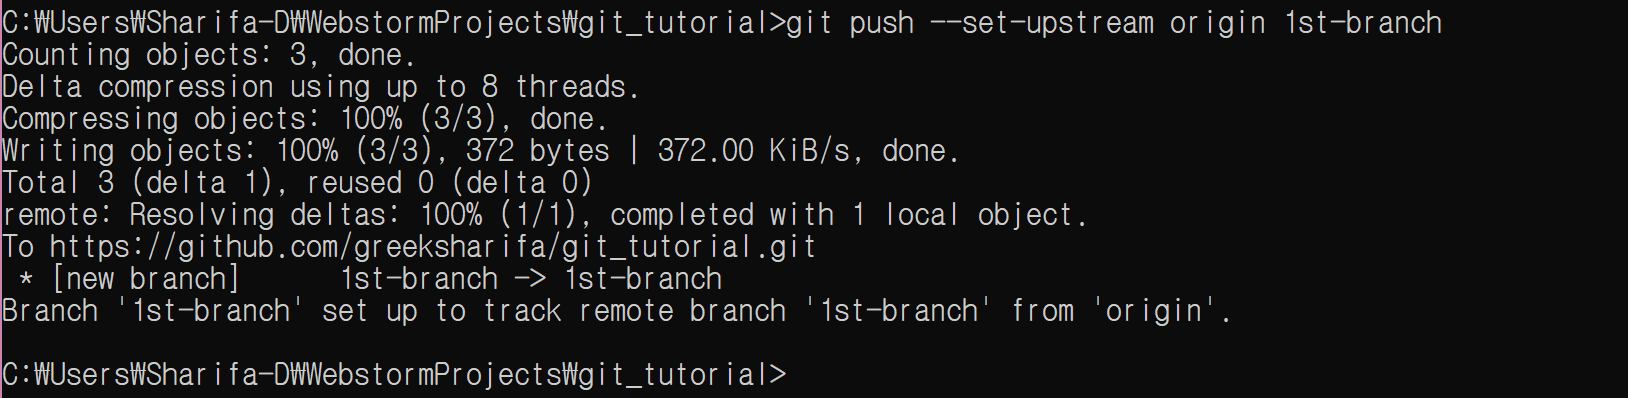 C:₩Users₩Sharifa-D₩WebstormProjects₩git_tutorial>git push --set-upstream origin 1st-branch
Counting objects: 3, done.
Delta compression using up to 8 threads.
Compressing objects: 100% (3/3), done.
Writing objects: 100% (3/3), 372 bytes | 372.00 KiB/s, done.
Total 3 (delta 1), reused 0 (delta 0)
remote: Resolving deltas: 100% (1/1), completed with 1 local object.
To https://github.com/greeksharifa/git_tutorial.git
 * [new branch]      1st-branch -> 1st-branch
Branch '1st-branch' set up to track remote branch '1st-branch' from 'origin'.
C:₩Users₩Sharifa-D₩WebstormProjects₩git_tutorial>